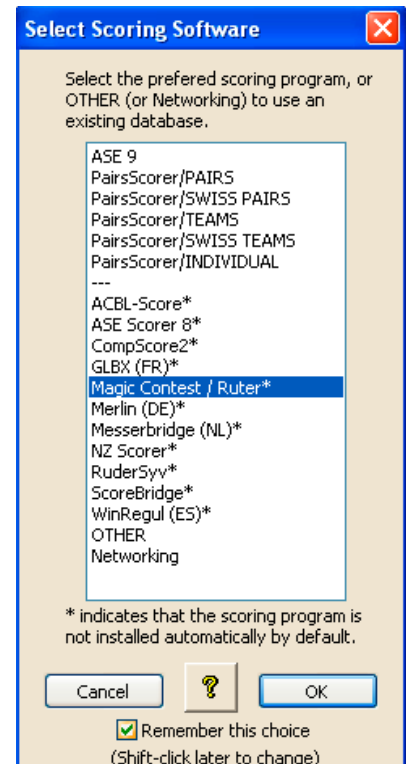 Select Scoring Software
Select the prefered scoring program, or
OTHER (or Networking) to use an
existing database.
ASE 9
PairsScorer/PAIRS
PairsScorer/SWISS PAIRS
PairsScorer/TEAMS
PairsScorer/SWISS TEAMS
PairsScorer/INDIVIDUAL
---
ACBL-Score*
ASE Scorer 8*
CompScore2*
GLBX (FR)*
Magic Contest / Ruter*
Merlin (DE)*
Messerbridge (NL)*
NZ Scorer*
RuderSyv*
ScoreBridge*
WinRegul (ES)*
OTHER
Networking
* indicates that the scoring program is
not installed automatically by default.
Cancel ? OK
Remember this choice
(Shift-click later to change)